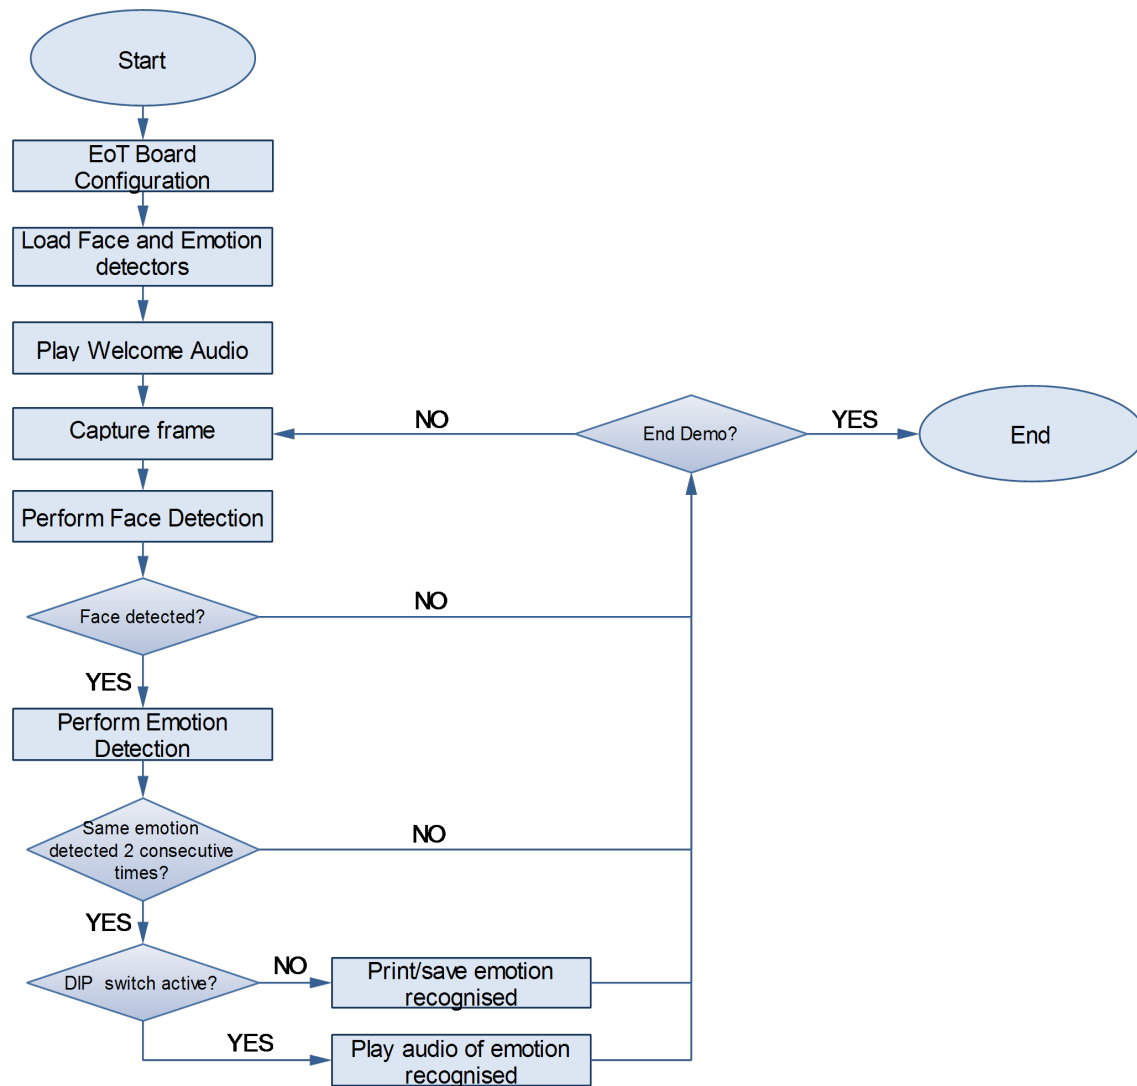 Start
EoT Board
Configuration
Load Face and Emotion
detectors
Play Welcome Audio
Capture frame
NO
End Demo?
YES
End
Perform Face Detection
Face detected?
NO
YES
Perform Emotion
Detection
Same emotion
detected 2 consecutive
times?
NO
YES
DIP switch active?
NO
Print/save emotion
recognised
YES
Play audio of emotion
recognised